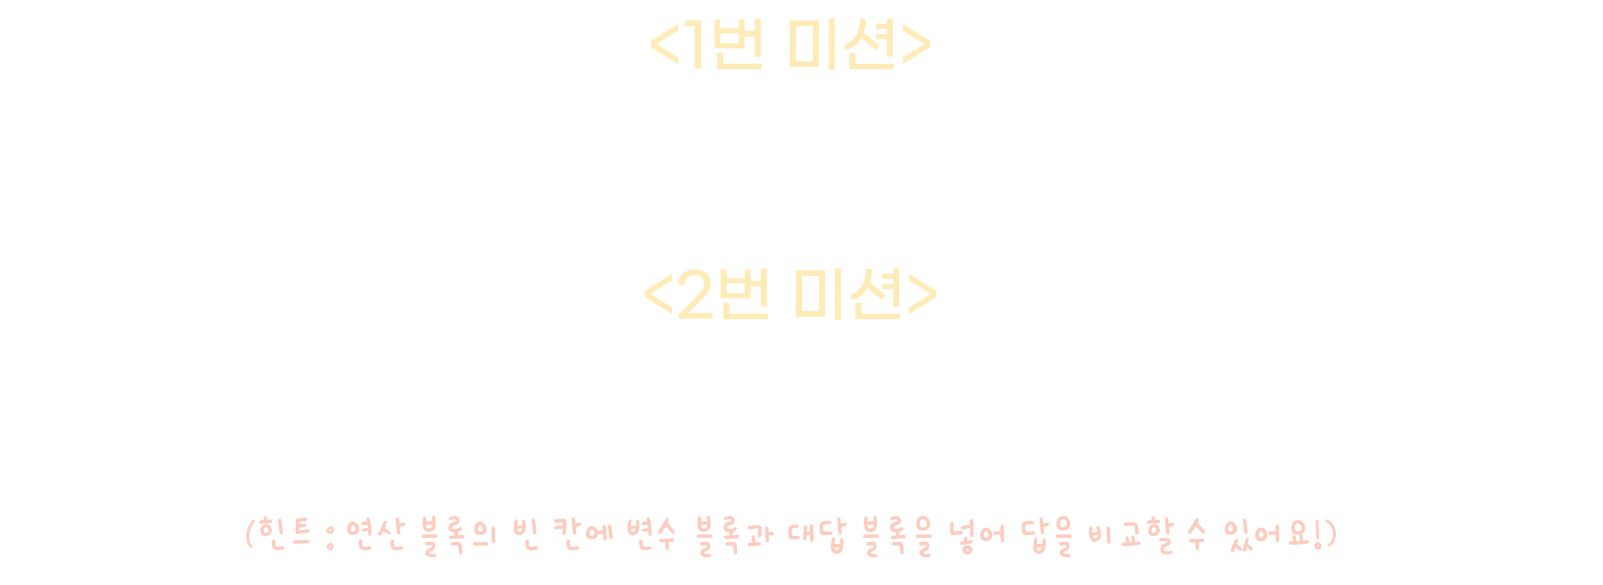 <1번 미션>
<2번 미션>
(힌트 : 연산 블록의 빈 칸에 변수 블록과 대답 블록을 넣어 답을 비교할 수 있어요!)